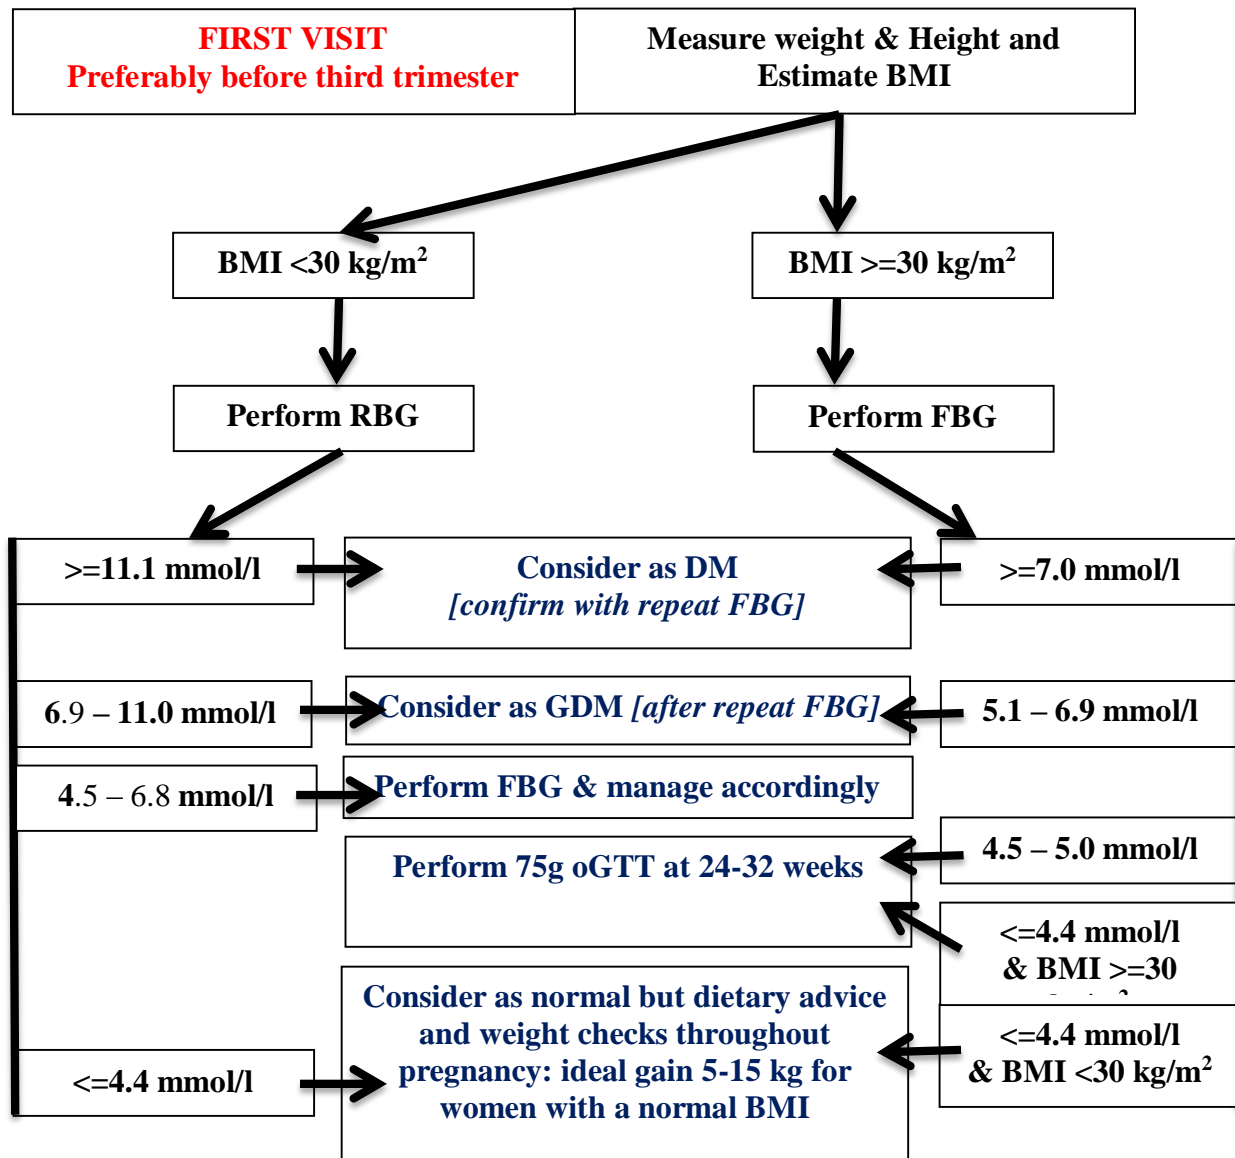 FIRST VISIT
Preferably before third trimester
Measure weight & Height and
Estimate BMI
BMI <30 kg/m²
BMI >=30 kg/m²
Perform RBG
Perform FBG
>=11.1 mmol/l
Consider as DM
[confirm with repeat FBG]
>=7.0 mmol/l
6.9 – 11.0 mmol/l
Consider as GDM [after repeat FBG]
5.1 – 6.9 mmol/l
4.5 – 6.8 mmol/l
Perform FBG & manage accordingly
Perform 75g oGTT at 24-32 weeks
4.5 – 5.0 mmol/l
<=4.4 mmol/l
& BMI >=30
<=4.4 mmol/l
Consider as normal but dietary advice
and weight checks throughout
pregnancy: ideal gain 5-15 kg for
women with a normal BMI
<=4.4 mmol/l
& BMI <30 kg/m²